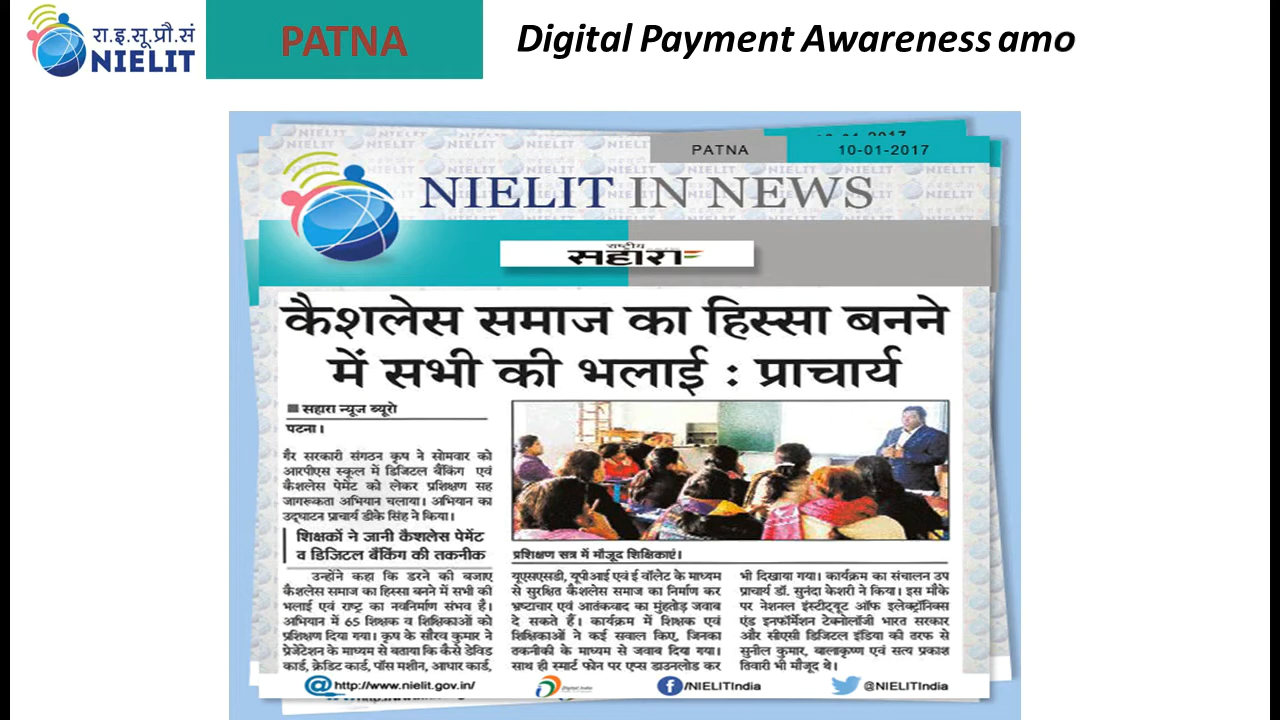 रा.इ.सू.प्रौ.सं
NIELIT
PATNA
Digital Payment Awareness amo
PATNA
10-01-2017
NIELIT IN NEWS
राष्ट्रीय
सहारा
कैशलेस समाज का हिस्सा बनने
में सभी की भलाई : प्राचार्य
सहारा न्यूज ब्यूरो
पटना।
गैर सरकारी संगठन कृष ने सोमवार को
आरपीएस स्कूल में डिजिटल बैंकिंग एवं
कैशलेस पेमेंट को लेकर प्रशिक्षण सह
जागरूकता अभियान चलाया। अभियान का
उद्घाटन प्राचार्य डीके सिंह ने किया।
शिक्षकों ने जानी कैशलेस पेमेंट
व डिजिटल बैंकिंग की तकनीक
उन्होंने कहा कि डरने की बजाए
कैशलेस समाज का हिस्सा बनने में सभी की
भलाई एवं राष्ट्र का नवनिर्माण संभव है।
अभियान में 65 शिक्षक व शिक्षिकाओं को
प्रशिक्षण दिया गया। कृष के सौरव कुमार ने
प्रेजेंटेशन के माध्यम से बताया कि कैसे डेविड
कार्ड, क्रेडिट कार्ड, पॉस मशीन, आधार कार्ड,
प्रशिक्षण सत्र में मौजूद शिक्षिकाएं।
यूएसएसडी, यूपीआई एवं ई वॉलेट के माध्यम
से सुरक्षित कैशलेस समाज का निर्माण कर
भ्रष्टाचार एवं आतंकवाद का मुंहतोड़ जवाब
दे सकते हैं। कार्यक्रम में शिक्षक एवं
शिक्षिकाओं ने कई सवाल किए, जिनका
तकनीकी के माध्यम से जवाब दिया गया।
साथ ही स्मार्ट फोन पर एप्स डाउनलोड कर
भी दिखाया गया। कार्यक्रम का संचालन उप
प्राचार्य डॉ. सुनंदा केशरी ने किया। इस मौके
पर नेशनल इंस्टीट्यूट ऑफ इलेक्ट्रॉनिक्स
एंड इनफॉर्मेशन टेक्नोलॉजी भारत सरकार
और सीएससी डिजिटल इंडिया की तरफ से
सुनील कुमार, बालाकृष्ण एवं सत्य प्रकाश
तिवारी भी मौजूद थे।
http://www.nielit.gov.in/
Digital India
/NIELITIndia
@NIELITIndia